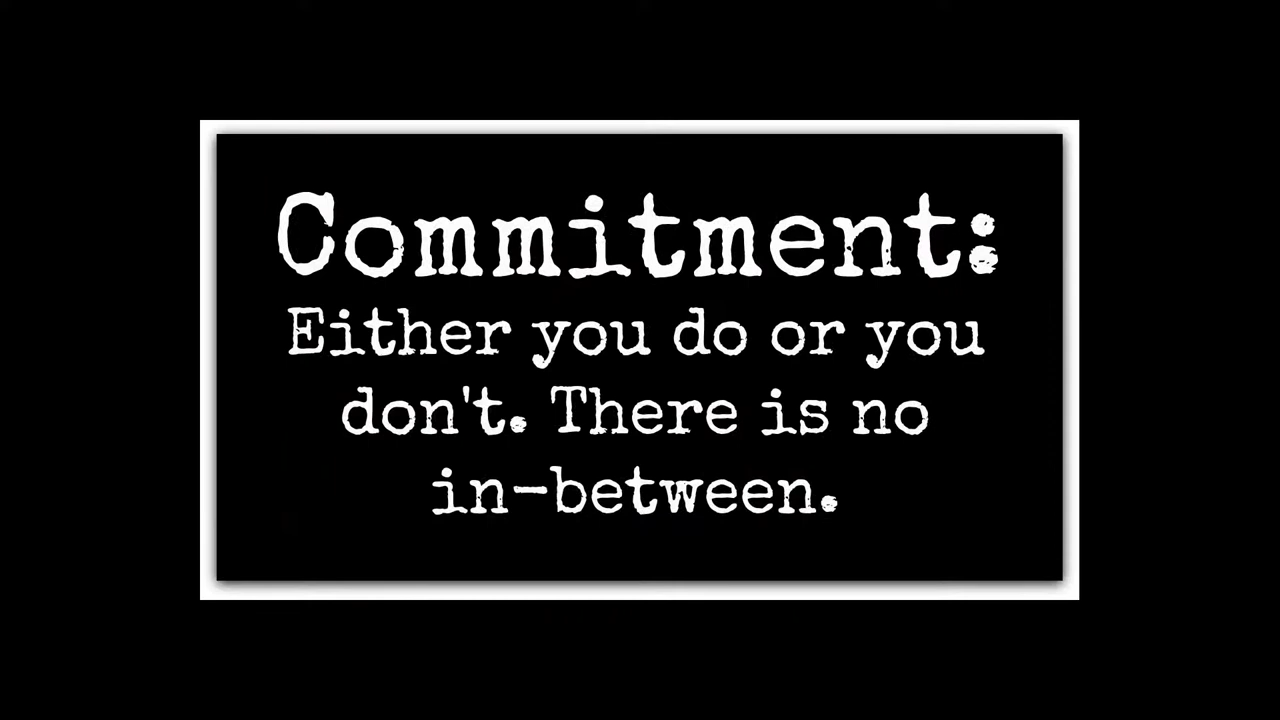 Commitment:
Either you do or you
don't. There is no
in-between.